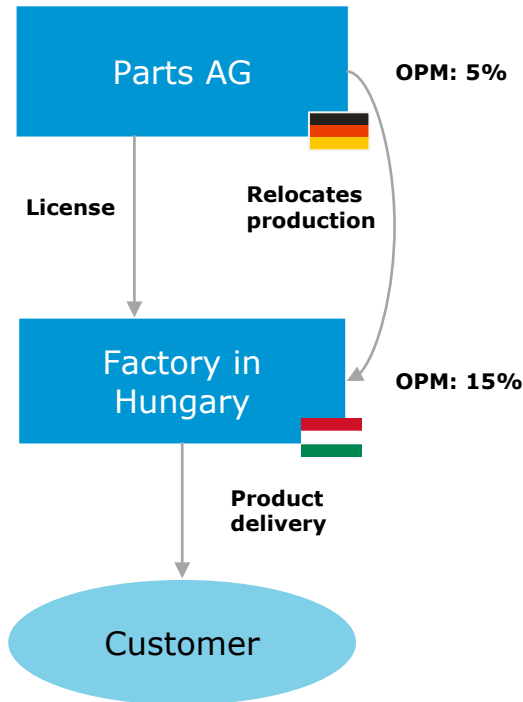 Parts AG
OPM: 5%
License
Relocates
production
Factory in
Hungary
OPM: 15%
Product
delivery
Customer